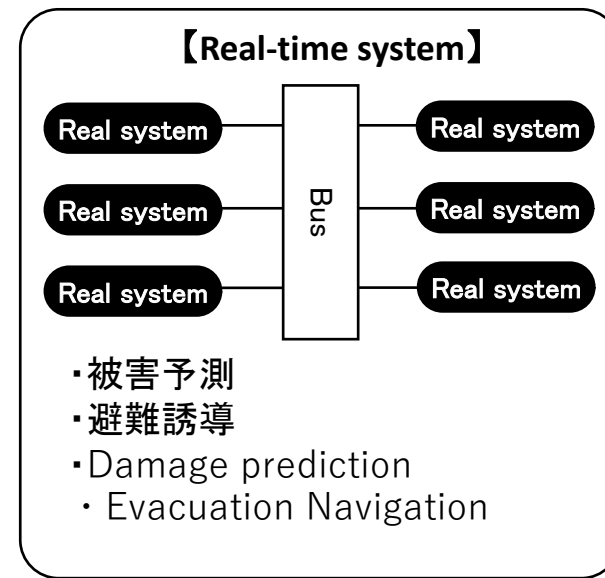 【Real-time system】
Real system
Real system
Real system
Bus
Real system
Real system
Real system
・被害予測
・避難誘導
・Damage prediction
・ Evacuation Navigation